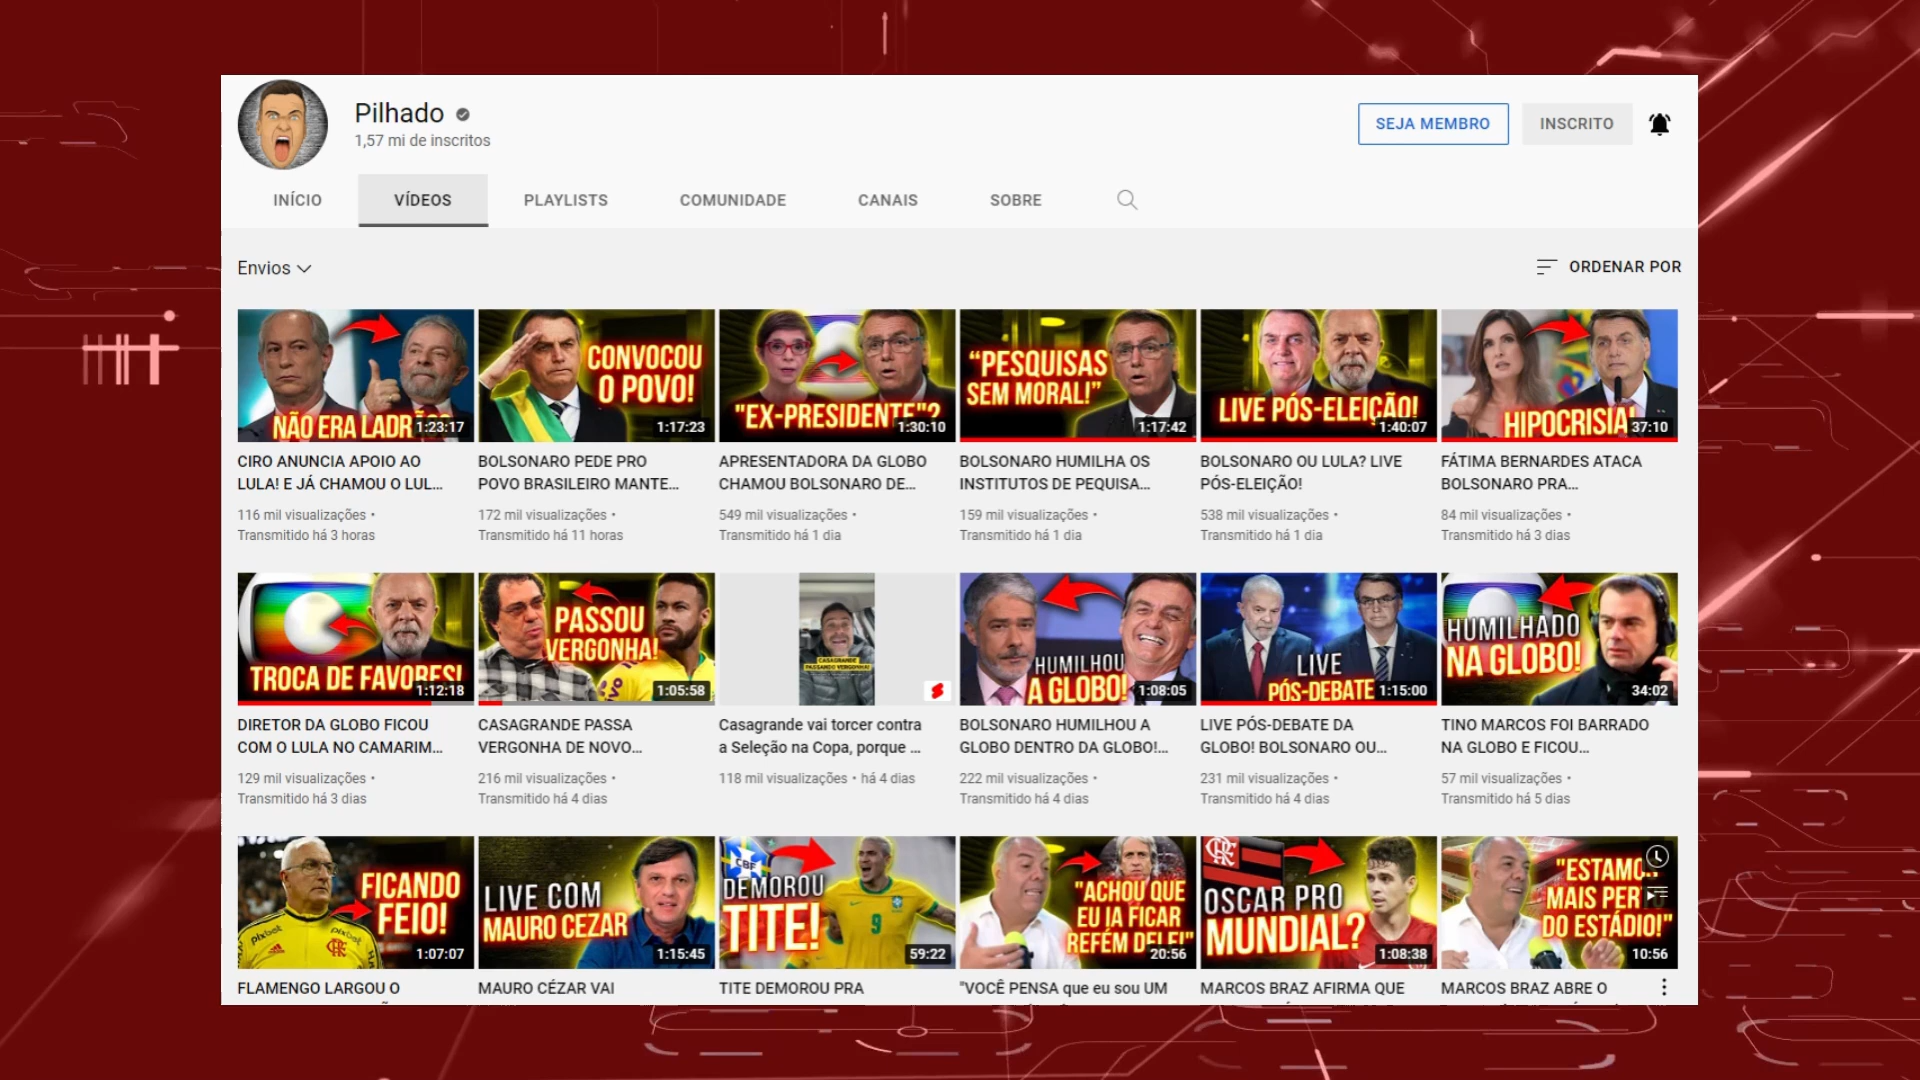 Pilhado
1,57 mi de inscritos
SEJA MEMBRO
INSCRITO
INÍCIO
VÍDEOS
PLAYLISTS
COMUNIDADE
CANAIS
SOBRE
Envios
ORDENAR POR
NÃO ERA LADR
1:23:17
CONVOCOU
O POVO!
1:17:23
"EX-PRESIDENTE"?
1:30:10
"PESQUISAS
SEM MORAL!"
1:17:42
LIVE PÓS-ELEIÇÃO!
1:40:07
HIPOCRISIA!
37:10
CIRO ANUNCIA APOIO AO
LULA! E JÁ CHAMOU O LUL...
116 mil visualizações •
Transmitido há 3 horas
BOLSONARO PEDE PRO
POVO BRASILEIRO MANTE...
172 mil visualizações •
Transmitido há 11 horas
APRESENTADORA DA GLOBO
CHAMOU BOLSONARO DE...
549 mil visualizações •
Transmitido há 1 dia
BOLSONARO HUMILHA OS
INSTITUTOS DE PEQUISA...
159 mil visualizações •
Transmitido há 1 dia
BOLSONARO OU LULA? LIVE
PÓS-ELEIÇÃO!
538 mil visualizações •
Transmitido há 1 dia
FÁTIMA BERNARDES ATACA
BOLSONARO PRA...
84 mil visualizações •
Transmitido há 3 dias
TROCA DE FAVORES!
1:12:18
PASSOU
VERGONHA!
1:05:58
CASAGRANDE
PASSANDO VERGONHA!
HUMILHOU
A GLOBO!
1:08:05
LIVE
PÓS-DEBATE
1:15:00
HUMILHADO
NA GLOBO!
34:02
DIRETOR DA GLOBO FICOU
COM O LULA NO CAMARIM...
129 mil visualizações •
Transmitido há 3 dias
CASAGRANDE PASSA
VERGONHA DE NOVO...
216 mil visualizações •
Transmitido há 4 dias
Casagrande vai torcer contra
a Seleção na Copa, porque ...
118 mil visualizações • há 4 dias
BOLSONARO HUMILHOU A
GLOBO DENTRO DA GLOBO!...
222 mil visualizações •
Transmitido há 4 dias
LIVE PÓS-DEBATE DA
GLOBO! BOLSONARO OU...
231 mil visualizações •
Transmitido há 4 dias
TINO MARCOS FOI BARRADO
NA GLOBO E FICOU...
57 mil visualizações •
Transmitido há 5 dias
pixbet
pixbet
FICANDO
FEIO!
1:07:07
LIVE COM
MAURO CEZAR
1:15:45
CBF
DEMOROU
TITE!
9
59:22
"ACHOU QUE
EU IA FICAR
REFÉM DELE!"
20:56
OSCAR PRO
MUNDIAL?
1:08:38
"ESTAMO
MAIS PER
DO ESTÁDIO!"
10:56
FLAMENGO LARGOU O
MAURO CÉZAR VAI
TITE DEMOROU PRA
"VOCÊ PENSA que eu sou UM
MARCOS BRAZ AFIRMA QUE
MARCOS BRAZ ABRE O